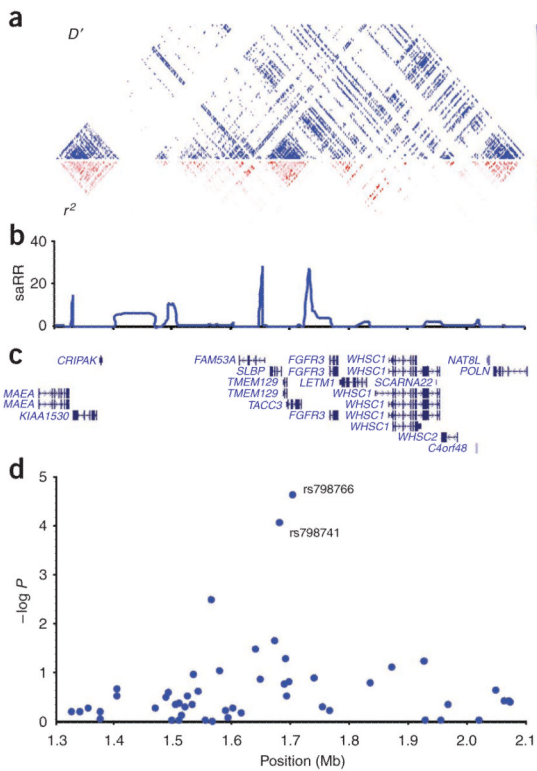 a
D′
r²
b
saRR
40
20
0
c
CRIPAK
FAM53A
FGFR3
WHSC1
NAT8L
SLBP
FGFR3
WHSC1
POLN
MAEA
TMEM129
LETM1
SCARNA22
MAEA
TMEM129
WHSC1
KIAA1530
TACC3
WHSC1
FGFR3
WHSC1
WHSC1
WHSC2
C4orf48
d
–log P
5
4
3
2
1
0
rs798766
rs798741
1.3 1.4 1.5 1.6 1.7 1.8 1.9 2.0 2.1
Position (Mb)